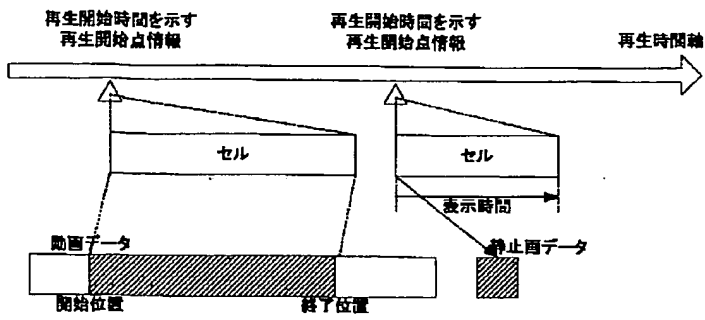 再生開始時間を示す
再生開始点情報
再生開始時間を示す
再生開始点情報
再生時間軸
セル
セル
表示時間
動画データ
静止画データ
開始位置
終了位置